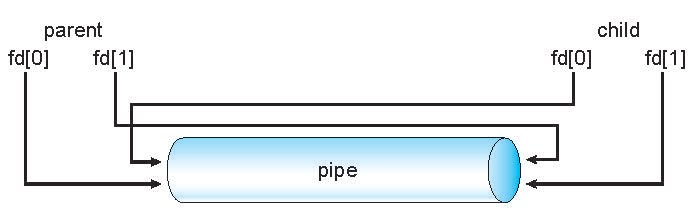 parent child
fd[0] fd[1] fd[0] fd[1]
pipe